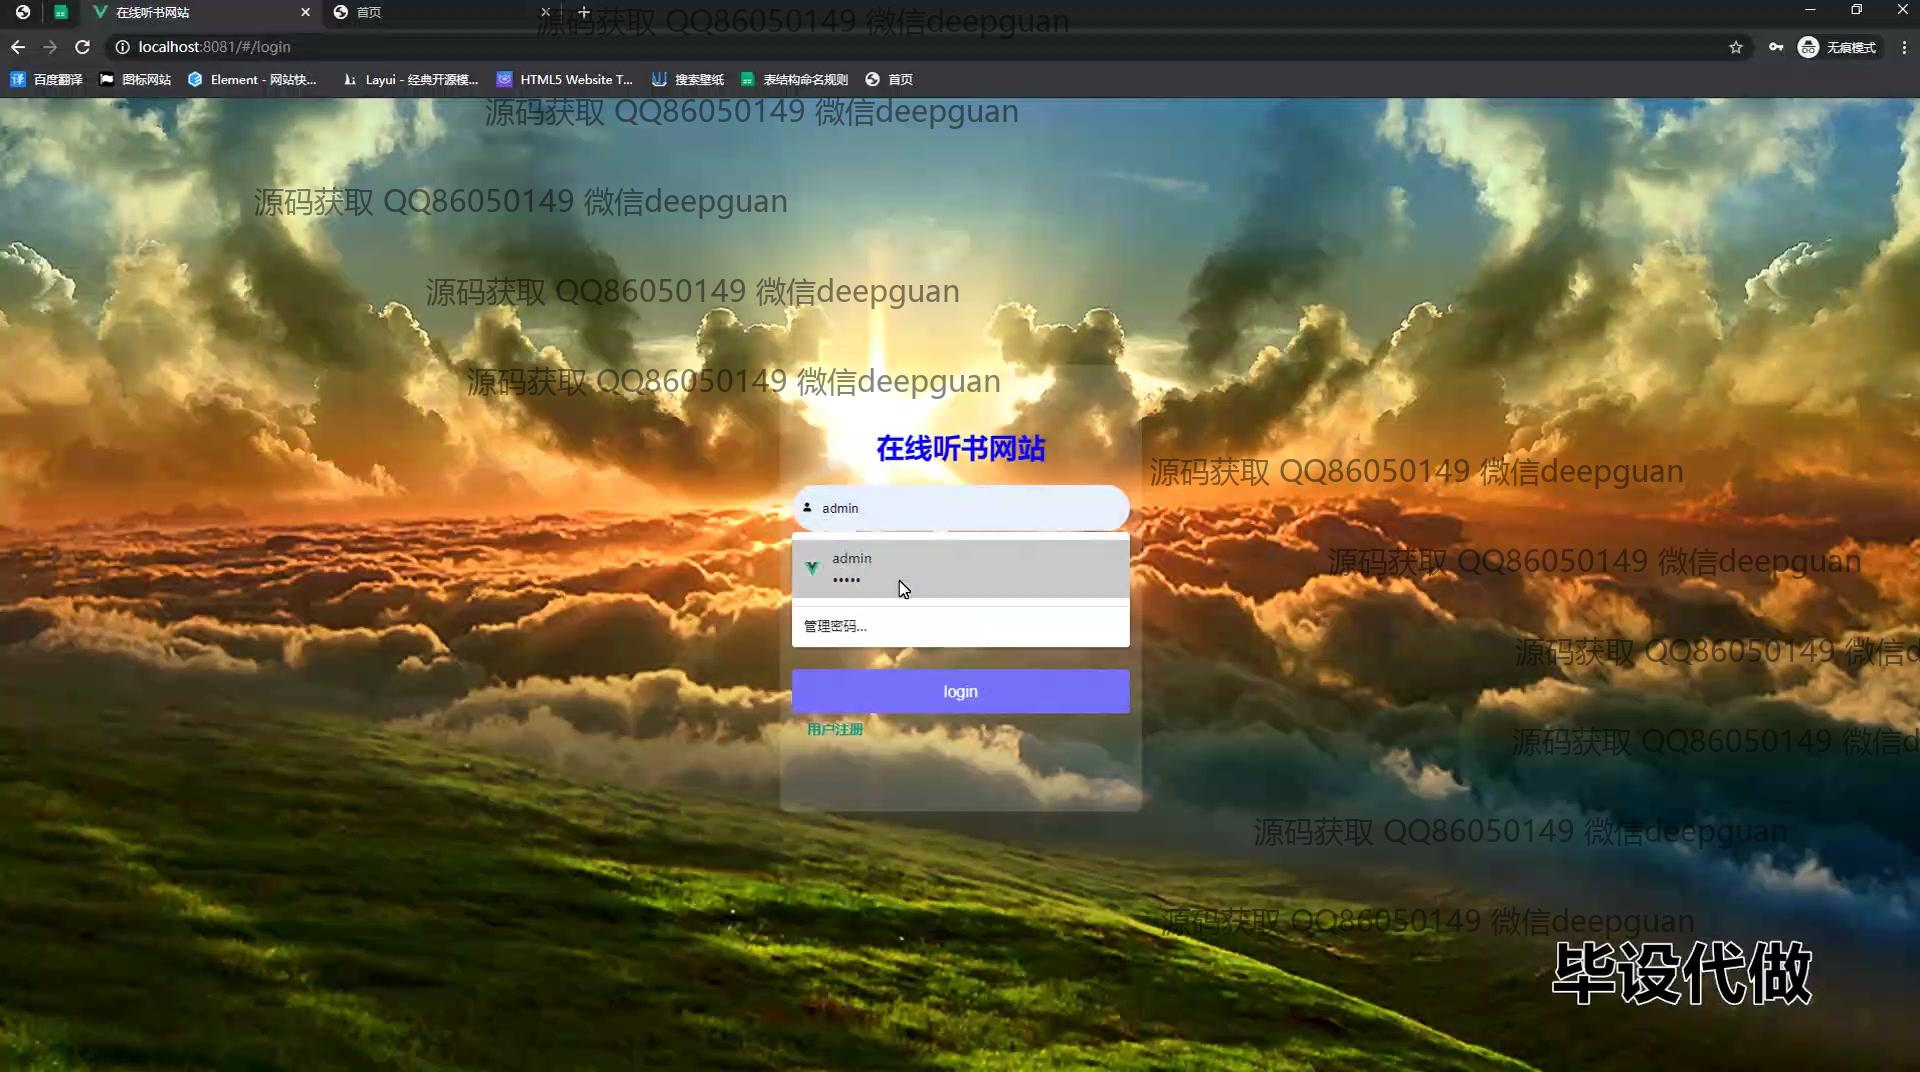 在线听书网站
首页
源码获取 QQ86050149 微信deepguan
localhost:8081/#/login
无痕模式
百度翻译
图标网站
Element - 网站快...
Layui - 经典开源模...
HTML5 Website T...
搜索壁纸
表结构命名规则
首页
源码获取 QQ86050149 微信deepguan
源码获取 QQ86050149 微信deepguan
源码获取 QQ86050149 微信deepguan
源码获取 QQ86050149 微信deepguan
在线听书网站
源码获取 QQ86050149 微信deepguan
admin
源码获取 QQ86050149 微信deepguan
admin
•••••
管理密码...
源码获取 QQ86050149 微信d
login
用户注册
源码获取 QQ86050149 微信d
源码获取 QQ86050149 微信deepguan
源码获取 QQ86050149 微信deepguan
毕设代做